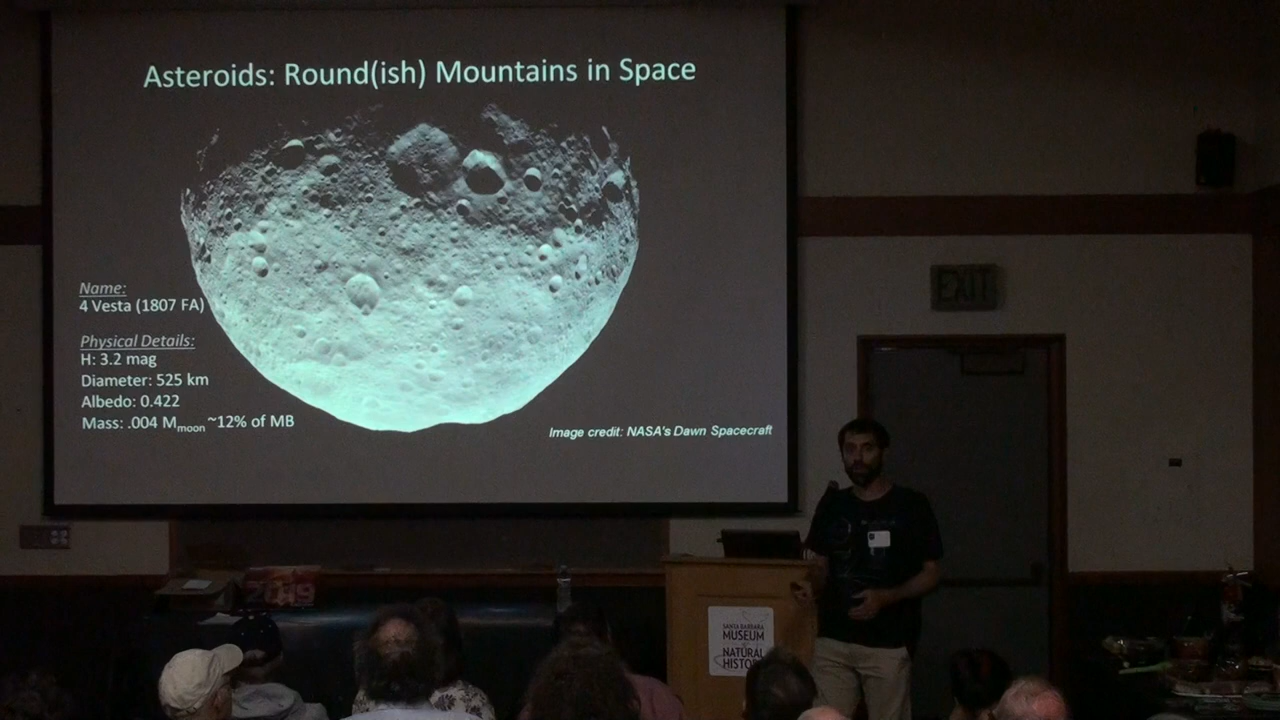 Asteroids: Round(ish) Mountains in Space
Name:
4 Vesta (1807 FA)
Physical Details:
H: 3.2 mag
Diameter: 525 km
Albedo: 0.422
Mass: .004 Mmoon ~12% of MB
Image credit: NASA's Dawn Spacecraft
EXIT
2019
SANTA BARBARA
MUSEUM
NATURAL
HISTORY